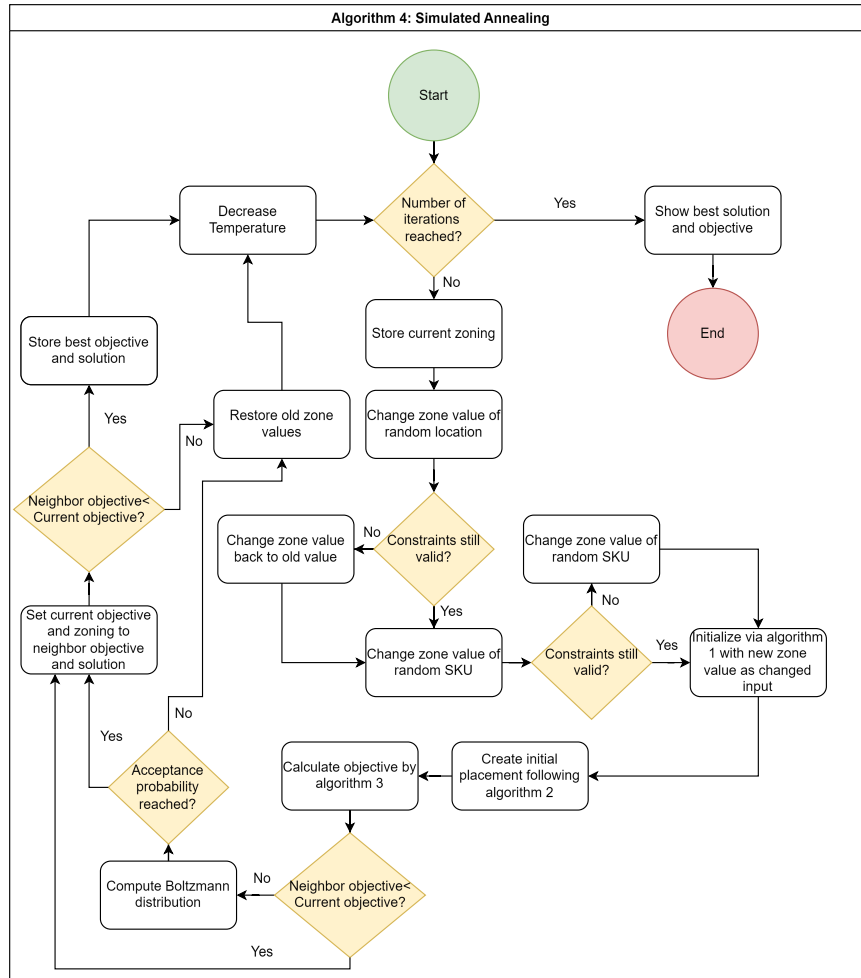 Algorithm 4: Simulated Annealing
Start
Decrease
Temperature
Number of
iterations
reached?
Yes
Show best solution
and objective
No
End
Store best objective
and solution
Store current zoning
Yes
Restore old zone
values
Change zone value of
random location
No
Neighbor objective<
Current objective?
Change zone value
back to old value
No
Constraints still
valid?
Change zone value of
random SKU
No
Yes
Set current objective
and zoning to
neighbor objective
and solution
Change zone value of
random SKU
Constraints still
valid?
Yes
Initialize via algorithm
1 with new zone
value as changed
input
No
Yes
Acceptance
probability
reached?
Calculate objective by
algorithm 3
Create initial
placement following
algorithm 2
Compute Boltzmann
distribution
No
Neighbor objective<
Current objective?
Yes